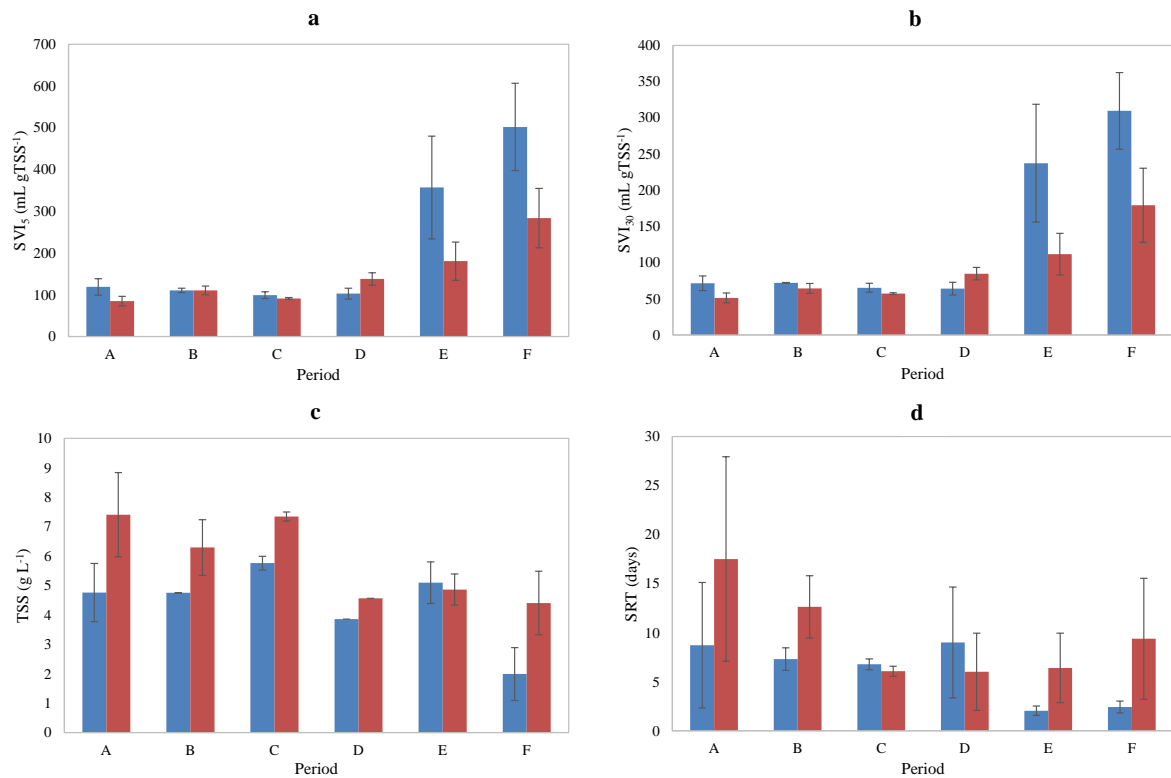 a
700
600
500
400
300
200
100
0
SVI₅ (mL gTSS⁻¹)
A B C D E F
Period
b
400
350
300
250
200
150
100
50
0
SVI₃₀ (mL gTSS⁻¹)
A B C D E F
Period
c
10
9
8
7
6
5
4
3
2
1
0
TSS (g L⁻¹)
A B C D E F
Period
d
30
25
20
15
10
5
0
SRT (days)
A B C D E F
Period